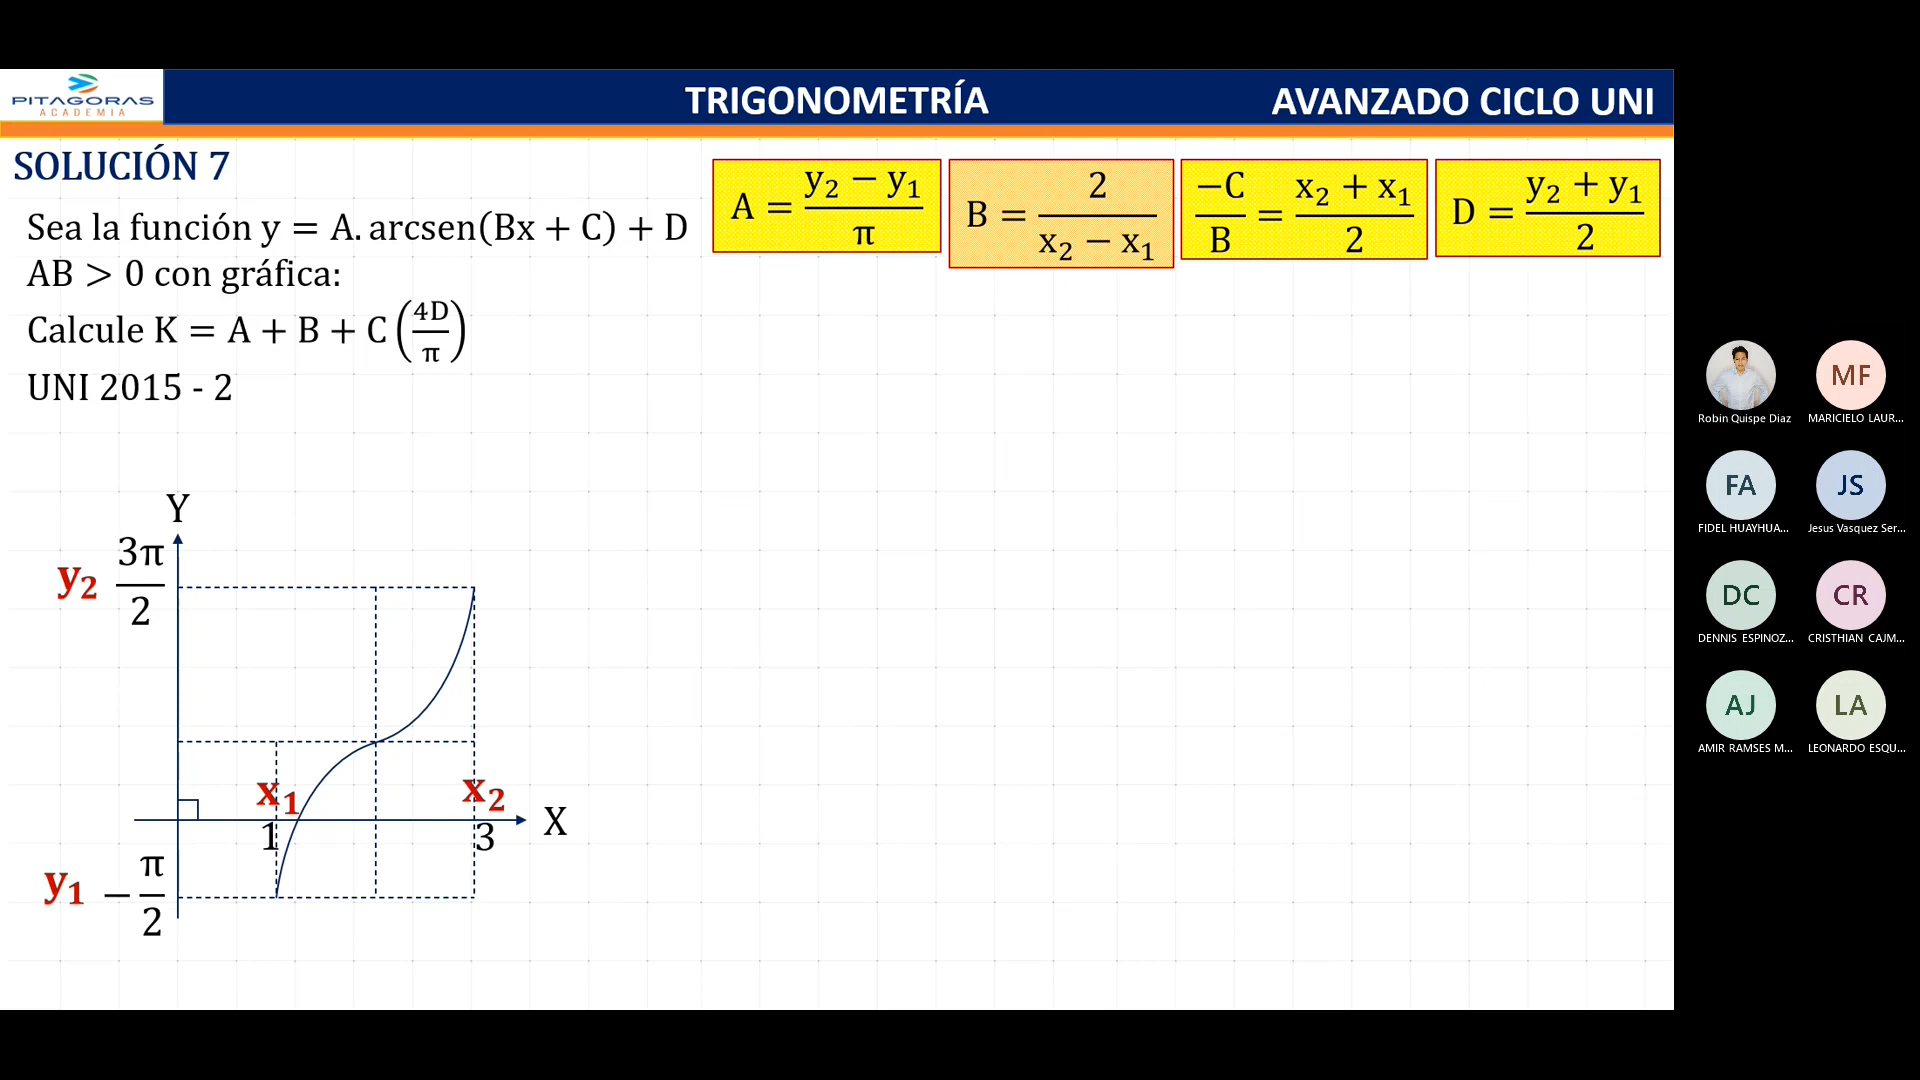 PITAGORAS
ACADEMIA
TRIGONOMETRÍA
AVANZADO CICLO UNI
SOLUCIÓN 7
Sea la función y = A. arcsen(Bx + C) + D
AB > 0 con gráfica:
Calcule K = A + B + C (4D/π)
UNI 2015 - 2
A = (y₂ − y₁)/π
B = 2/(x₂ − x₁)
−C/B = (x₂ + x₁)/2
D = (y₂ + y₁)/2
Y
y₂ 3π/2
x₁
x₂
1
3
X
y₁ −π/2
Robin Quispe Diaz
MF
MARICIELO LAUR...
FA
FIDEL HUAYHUA...
JS
Jesus Vasquez Ser...
DC
DENNIS ESPINOZ...
CR
CRISTHIAN CAJM...
AJ
AMIR RAMSES M...
LA
LEONARDO ESQU...